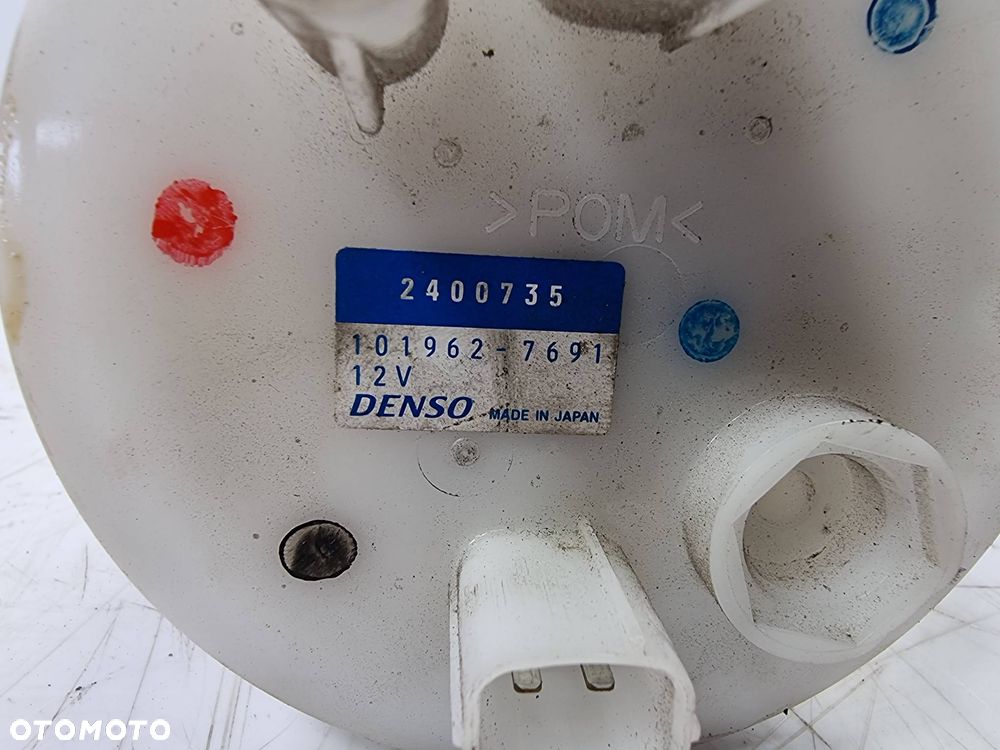 >POM<
2400735
101962-7691
12V
DENSO MADE IN JAPAN
OTOMOTO